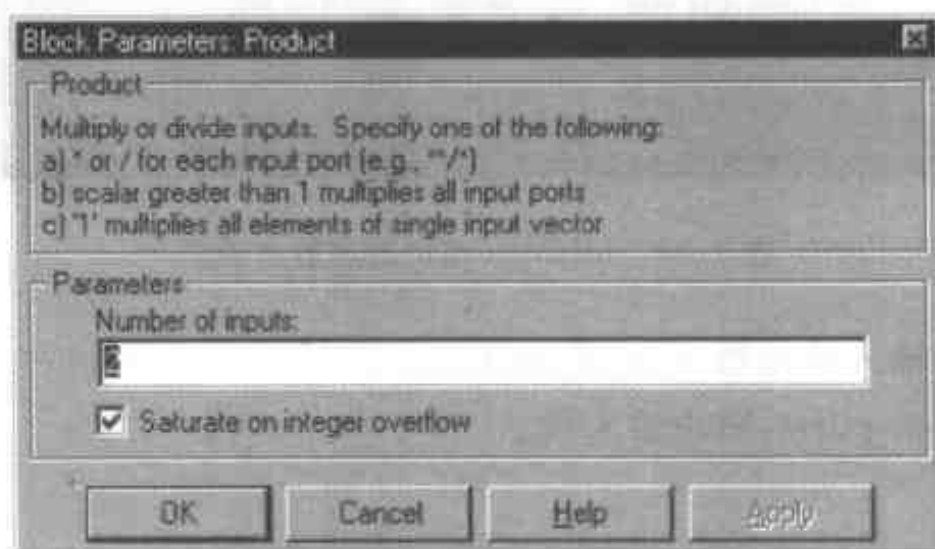 Block Parameters: Product
Product
Multiply or divide inputs. Specify one of the following:
a) * or / for each input port (e.g., **/*)
b) scalar greater than 1 multiplies all input ports
c) '1' multiplies all elements of single input vector
Parameters
Number of inputs:
2
Saturate on integer overflow
OK
Cancel
Help
Apply